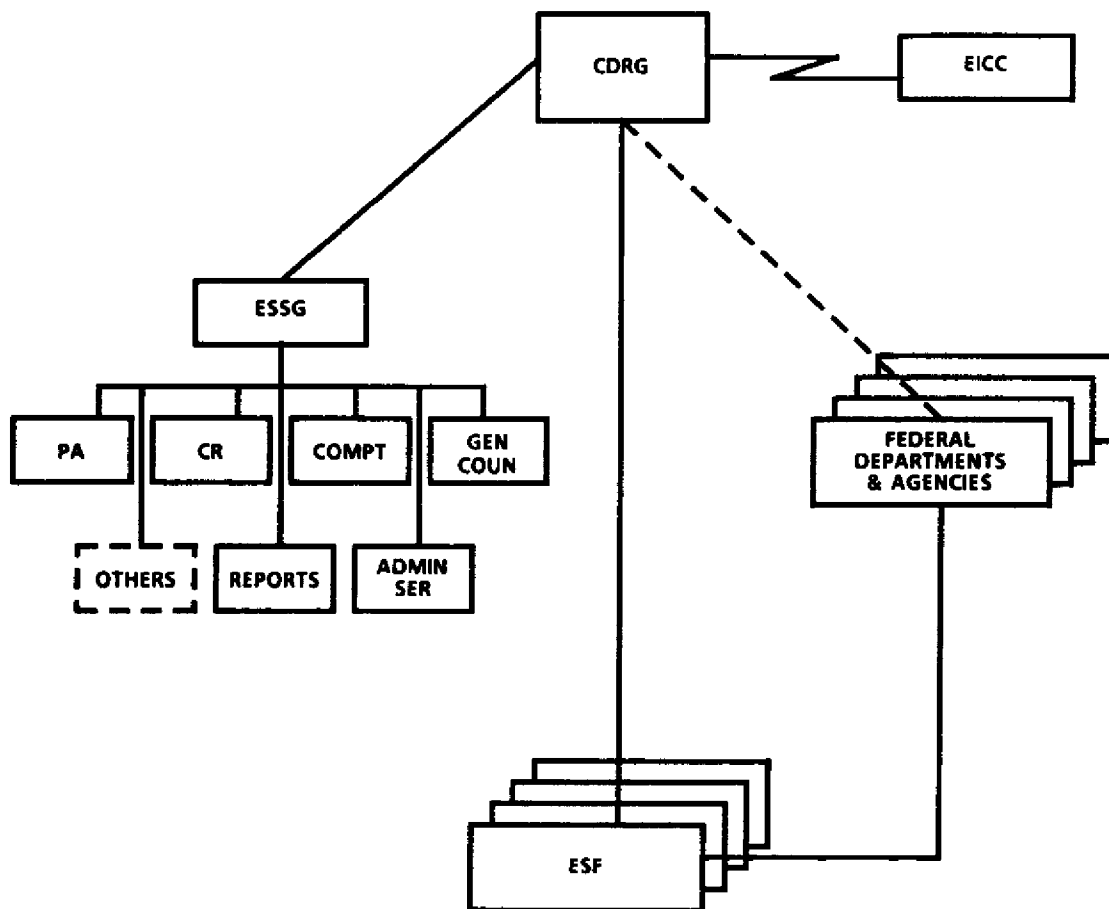 CDRG
EICC
ESSG
PA
CR
COMPT
GEN
COUN
FEDERAL
DEPARTMENTS
& AGENCIES
OTHERS
REPORTS
ADMIN
SER
ESF